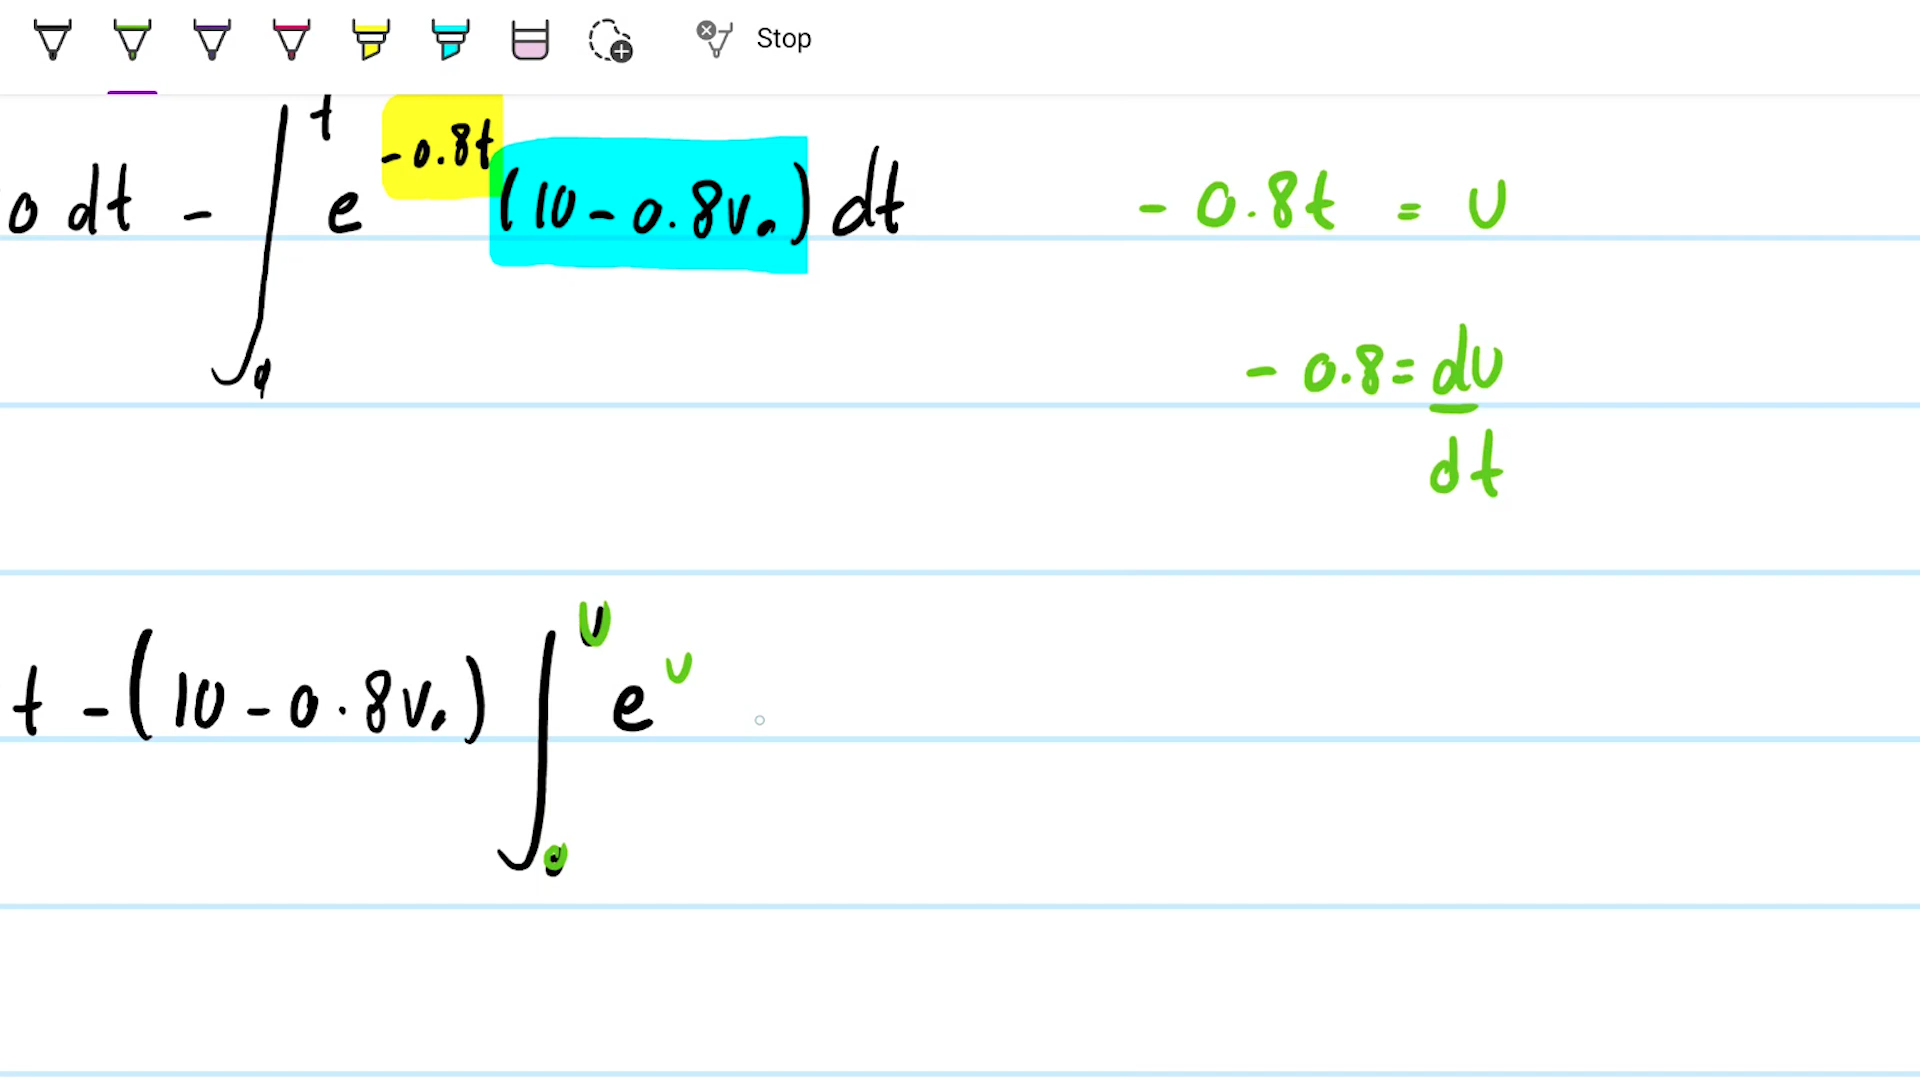 Stop
0 dt - ∫₀ᵗ e^(-0.8t) (10 - 0.8v₀) dt
-0.8t = U
-0.8 = dU/dt
t - (10 - 0.8v₀) ∫₀ᵁ e^U